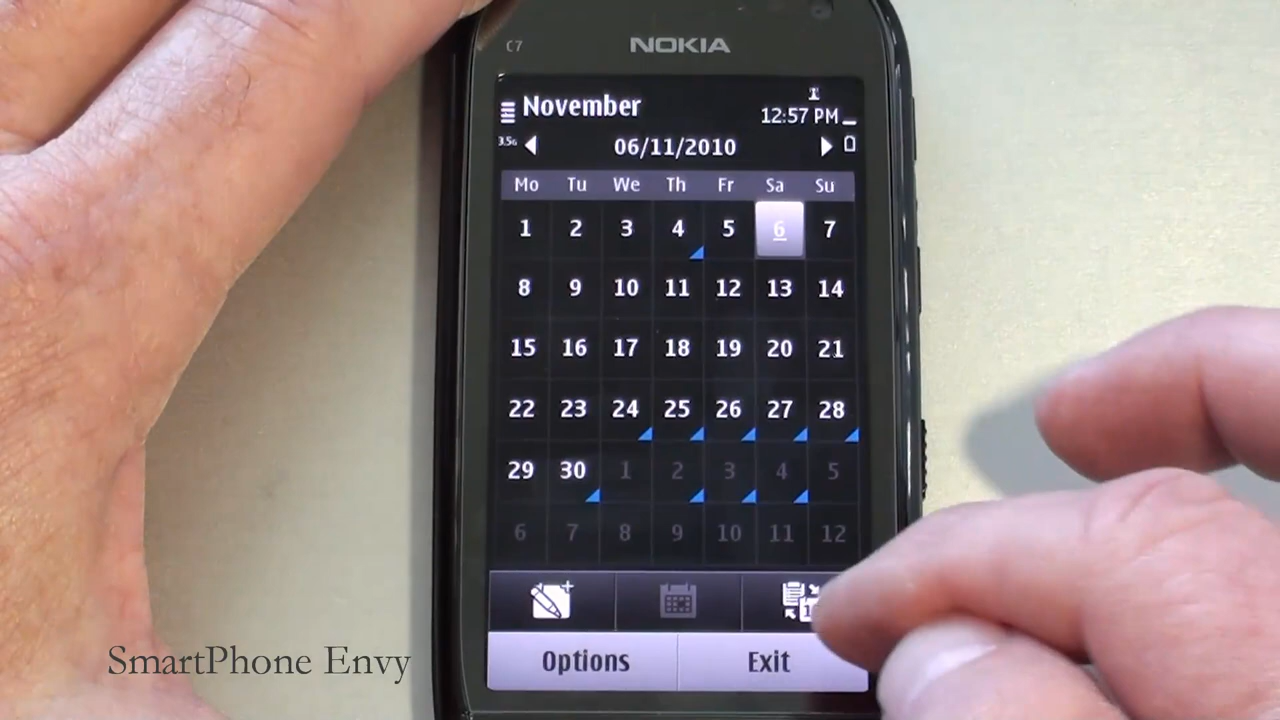 C7 NOKIA
November
12:57 PM
3.5G 06/11/2010
Mo Tu We Th Fr Sa Su
1 2 3 4 5 6 7
8 9 10 11 12 13 14
15 16 17 18 19 20 21
22 23 24 25 26 27 28
29 30 1 2 3 4 5
6 7 8 9 10 11 12
Options Exit
SmartPhone Envy